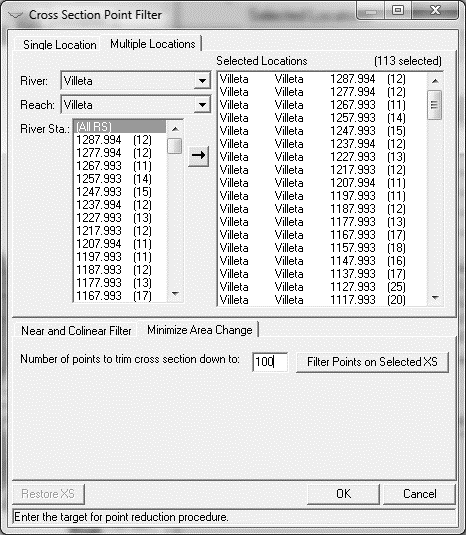 Cross Section Point Filter
Single Location
Multiple Locations
River:
Villeta
Reach:
Villeta
River Sta.:
(All RS)
1287.994 (12)
1277.994 (12)
1267.993 (11)
1257.993 (14)
1247.993 (15)
1237.994 (12)
1227.993 (13)
1217.993 (12)
1207.994 (11)
1197.993 (11)
1187.993 (12)
1177.993 (13)
1167.993 (17)
Selected Locations (113 selected)
Villeta Villeta 1287.994 (12)
Villeta Villeta 1277.994 (12)
Villeta Villeta 1267.993 (11)
Villeta Villeta 1257.993 (14)
Villeta Villeta 1247.993 (15)
Villeta Villeta 1237.994 (12)
Villeta Villeta 1227.993 (13)
Villeta Villeta 1217.993 (12)
Villeta Villeta 1207.994 (11)
Villeta Villeta 1197.993 (11)
Villeta Villeta 1187.993 (12)
Villeta Villeta 1177.993 (13)
Villeta Villeta 1167.993 (17)
Villeta Villeta 1157.993 (18)
Villeta Villeta 1147.993 (16)
Villeta Villeta 1137.993 (17)
Villeta Villeta 1127.993 (25)
Villeta Villeta 1117.993 (20)
Near and Colinear Filter
Minimize Area Change
Number of points to trim cross section down to:
100
Filter Points on Selected XS
Restore XS
OK
Cancel
Enter the target for point reduction procedure.